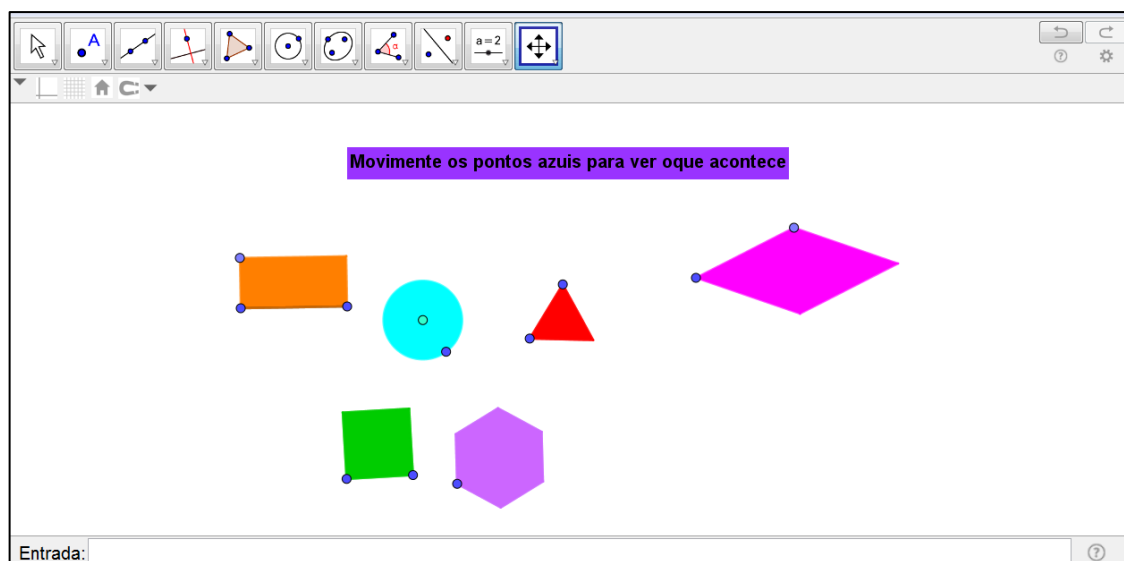 A
α
a=2
Movimente os pontos azuis para ver oque acontece
Entrada: